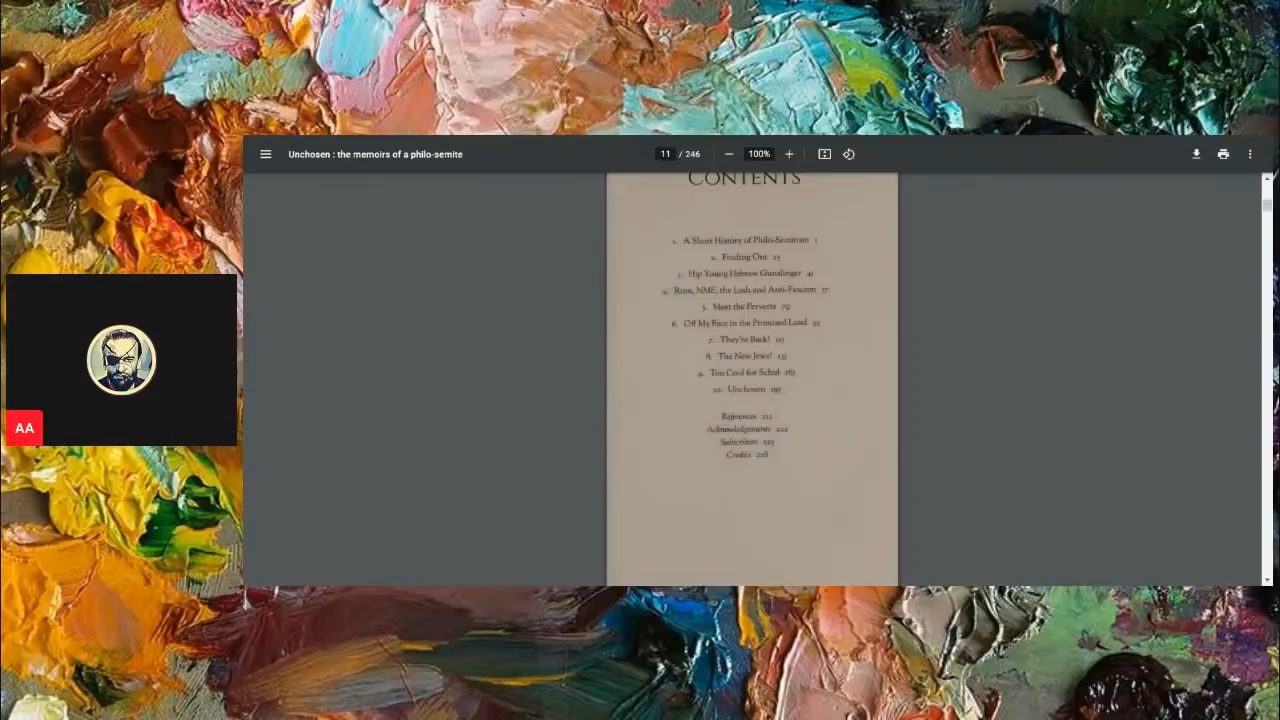 Unchosen : the memoirs of a philo-semite
11 / 246
100%
CONTENTS
1. A Short History of Philo-Semitism 1
2. Finding Out 23
3. Hip Young Hebrew Gunslinger 41
4. Rum, NME, the Lash and Anti-Fascism 57
5. Meet the Perverts 79
6. Off My Face in the Promised Land 93
7. They're Back! 115
8. The New Jews? 135
9. Too Cool for Schul 163
10. Unchosen 195
References 212
Acknowledgements 222
Subscribers 223
Credits 228
AA